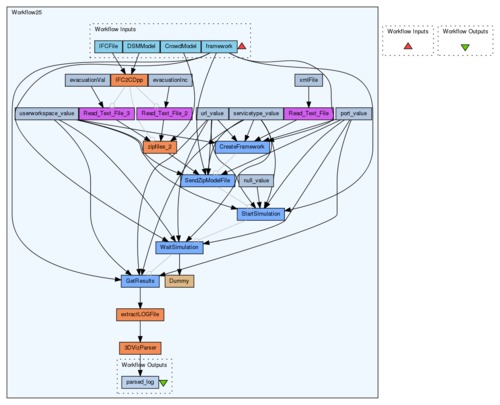 Workflow25
Workflow Inputs
IFCFile DSMModel CrowdModel framework
Workflow Inputs
Workflow Outputs
evacuationVal IFC2CDpp evacuationInc xmlFile
userworkspace_value Read_Text_File_3 Read_Text_File_2 url_value servicetype_value Read_Text_File port_value
zipfiles_2 CreateFramework
SendZipModelFile null_value
StartSimulation
WaitSimulation
GetResults Dummy
extractLOGFile
3DVizParser
Workflow Outputs
parsed_log